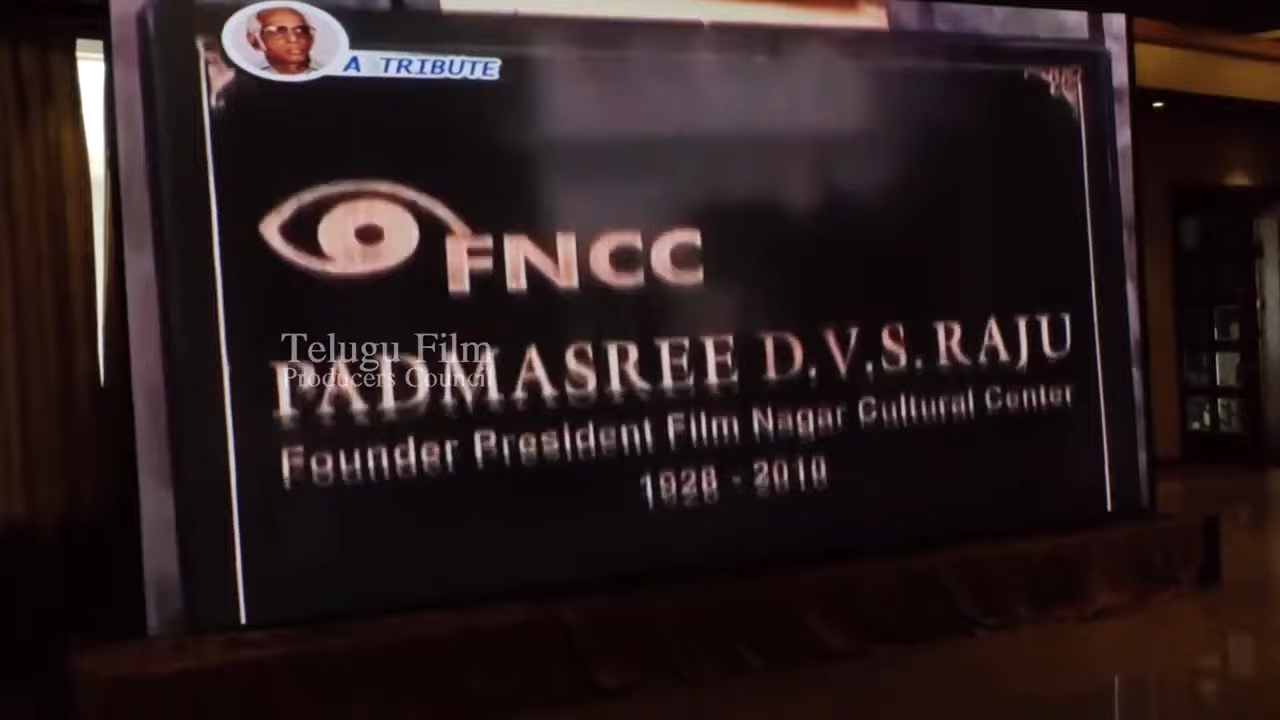 A TRIBUTE
FNCC
Telugu Film
Producers Council
PADMASREE D.V.S. RAJU
Founder President Film Nagar Cultural Center
1928 - 2010